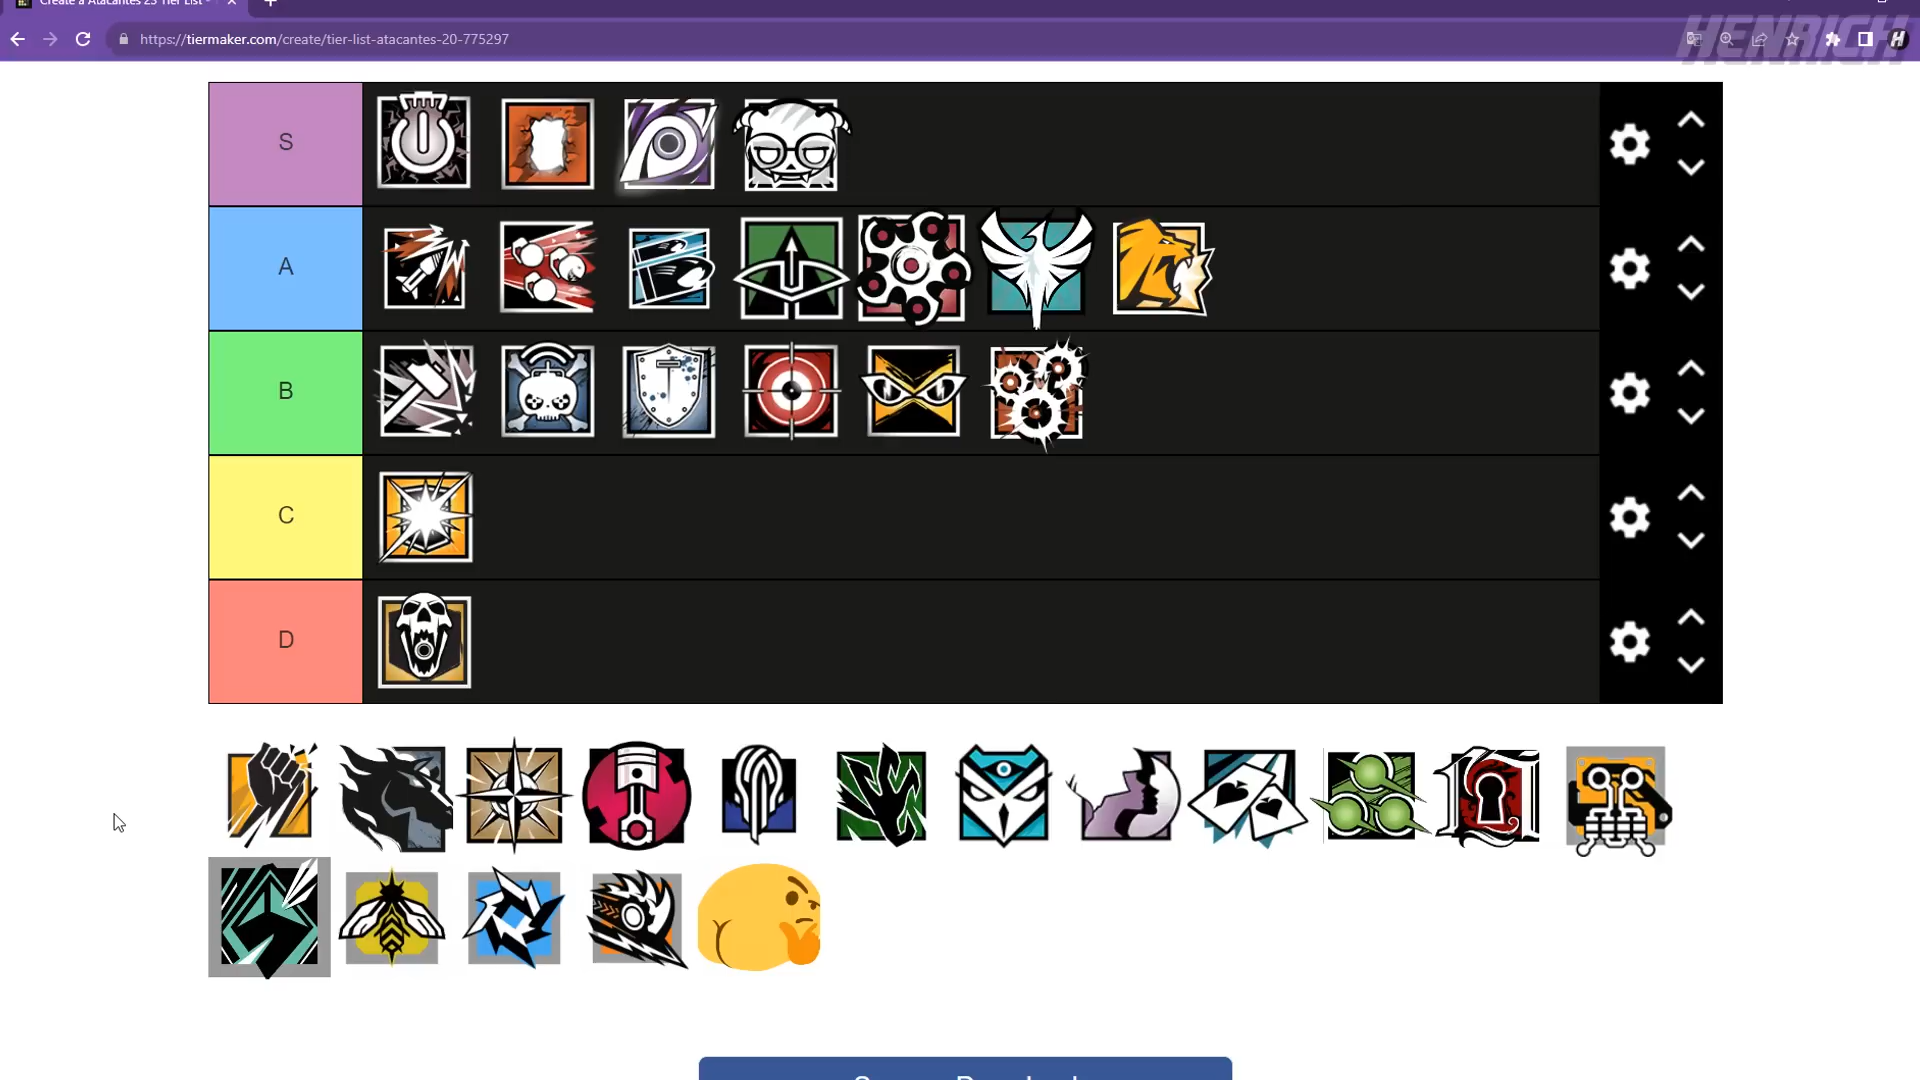 Create a Atacantes 23 Tier List -
https://tiermaker.com/create/tier-list-atacantes-20-775297
HENRICH
S
A
B
C
D